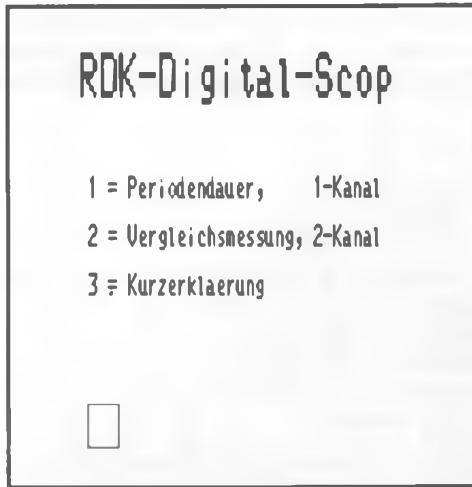 RDK-Digital-Scop
1 = Periodendauer, 1-Kanal
2 = Vergleichsmessung, 2-Kanal
3 = Kurzerklaerung